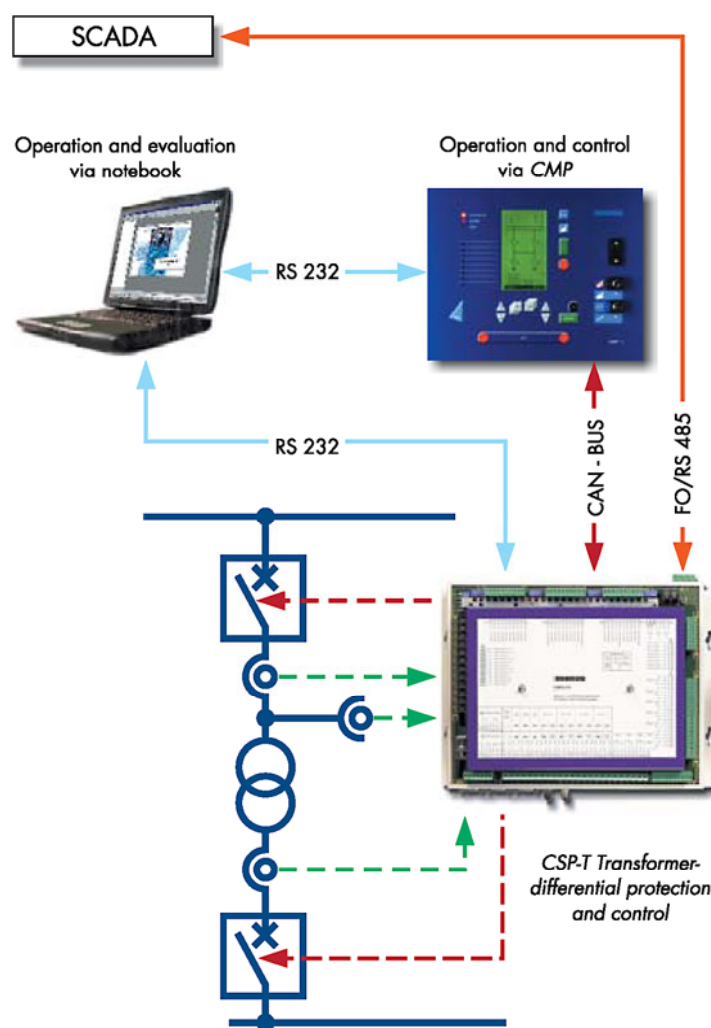 SCADA
Operation and evaluation
via notebook
Operation and control
via CMP
RS 232
RS 232
CAN - BUS
FO/RS 485
CSP-T Transformer-
differential protection
and control